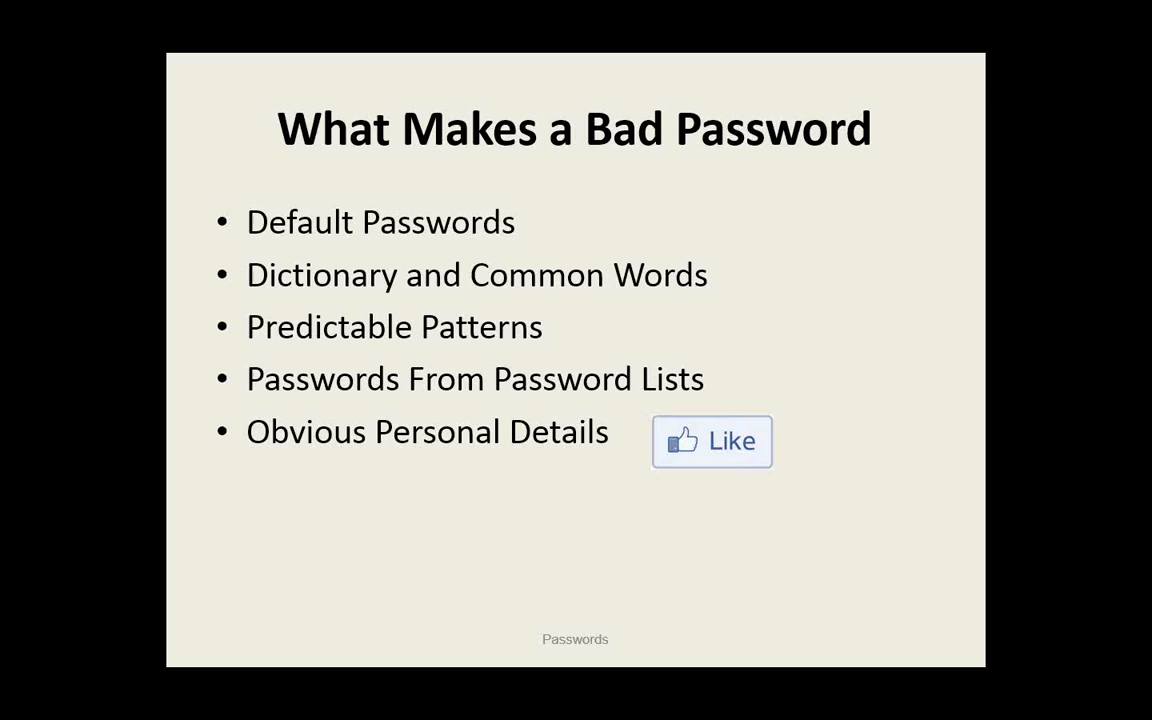 What Makes a Bad Password
• Default Passwords
• Dictionary and Common Words
• Predictable Patterns
• Passwords From Password Lists
• Obvious Personal Details
Like
Passwords